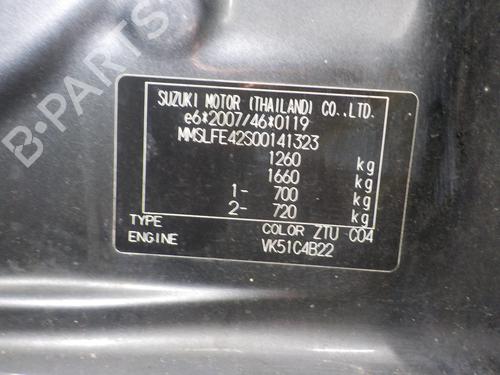 B-PARTS
SUZUKI MOTOR (THAILAND) CO.,LTD.
e6*2007/46*0119
MMSLFE42S00141323
1260 kg
1660 kg
1- 700 kg
2- 720 kg
TYPE COLOR ZTU C04
ENGINE VK51C4B22